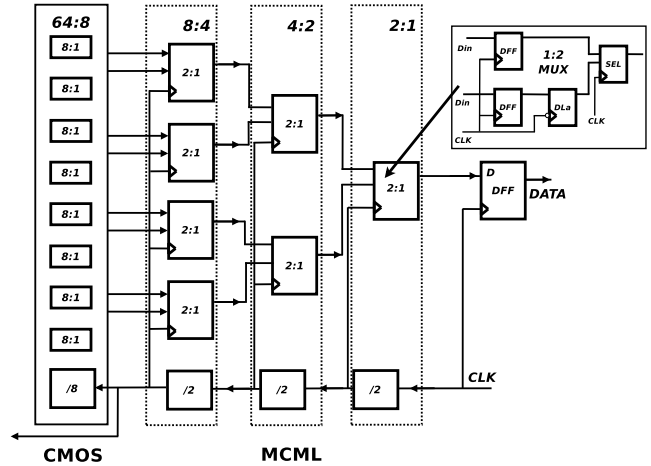 64:8
8:1
8:1
8:1
8:1
8:1
8:1
8:1
8:1
/8
CMOS
8:4
2:1
2:1
2:1
2:1
/2
4:2
2:1
2:1
/2
MCML
2:1
2:1
/2
D
DFF
DATA
CLK
Din
DFF
1:2
MUX
SEL
Din
DFF
DLa
CLK
CLK